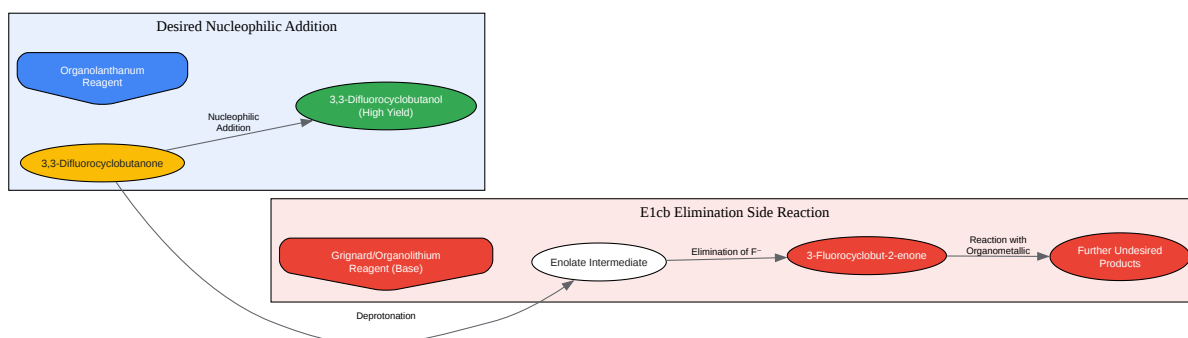 Desired Nucleophilic Addition
Organolanthanum
Reagent
3,3-Difluorocyclobutanol
(High Yield)
Nucleophilic
Addition
3,3-Difluorocyclobutanone
E1cb Elimination Side Reaction
Grignard/Organolithium
Reagent (Base)
Enolate Intermediate
Elimination of F⁻
3-Fluorocyclobut-2-enone
Reaction with
Organometallic
Further Undesired
Products
Deprotonation